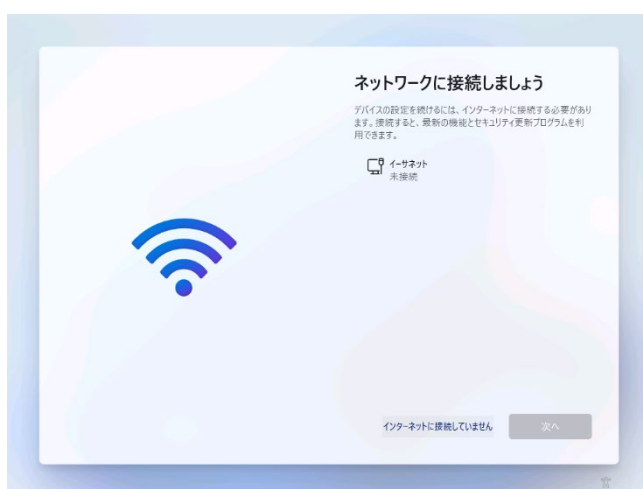 ネットワークに接続しましょう
デバイスの設定を続けるには、インターネットに接続する必要があり
ます。接続すると、最新の機能とセキュリティ更新プログラムを利
用できます。
イーサネット
未接続
インターネットに接続していません
次へ